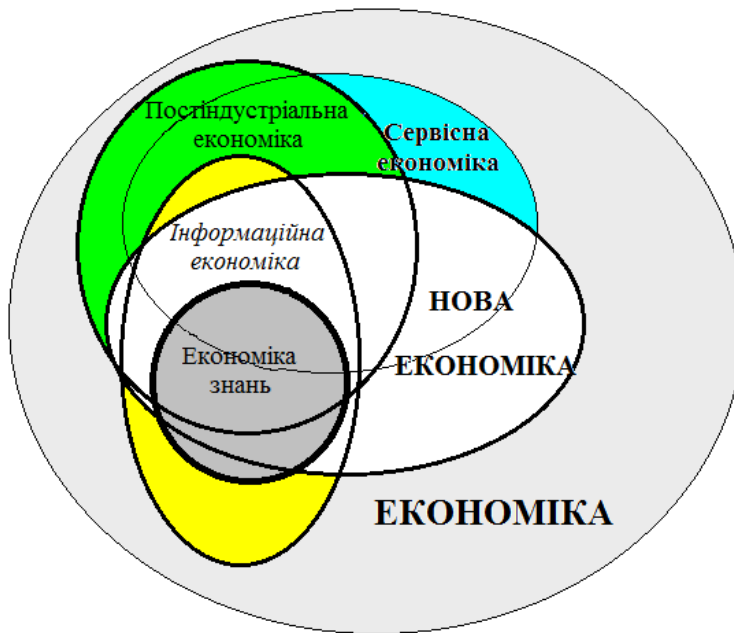 Постіндустріальна
економіка
Сервісна
економіка
Інформаційна
економіка
НОВА
ЕКОНОМІКА
Економіка
знань
ЕКОНОМІКА